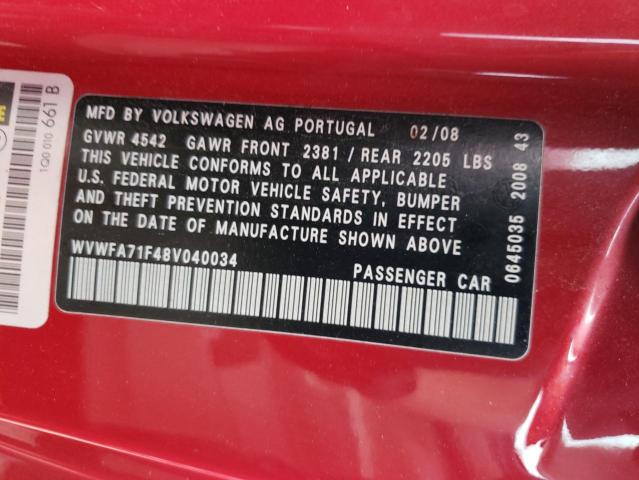 MFD BY VOLKSWAGEN AG PORTUGAL 02/08
GVWR 4542 GAWR FRONT 2381 / REAR 2205 LBS
THIS VEHICLE CONFORMS TO ALL APPLICABLE
U.S. FEDERAL MOTOR VEHICLE SAFETY, BUMPER
AND THEFT PREVENTION STANDARDS IN EFFECT
ON THE DATE OF MANUFACTURE SHOWN ABOVE
WVWFA71F48V040034
PASSENGER CAR
0645035 2008 43
1Q0 010 661 B